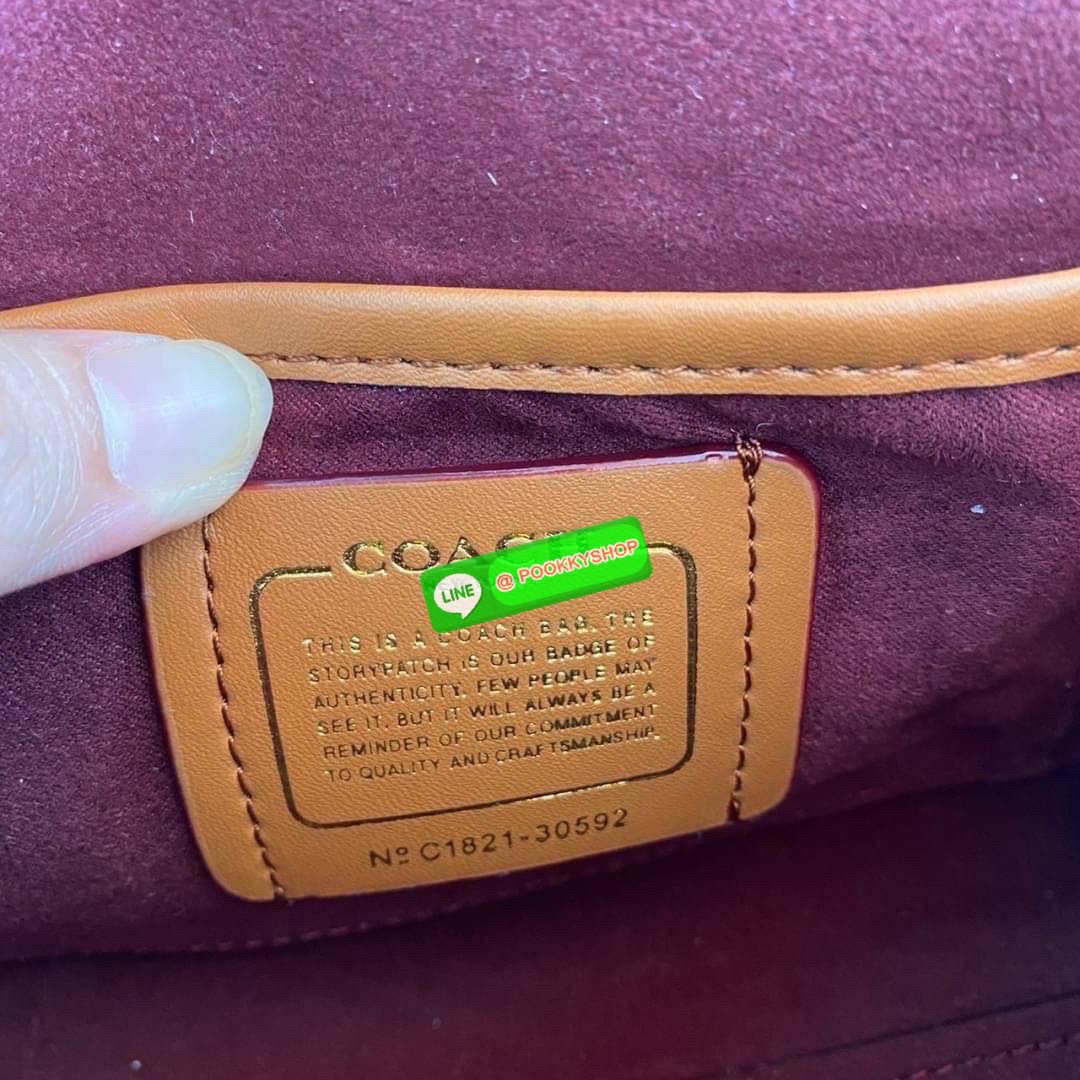 COACH
LINE @ POOKKYSHOP
THIS IS A COACH BAG. THE
STORYPATCH IS OUR BADGE OF
AUTHENTICITY. FEW PEOPLE MAY
SEE IT, BUT IT WILL ALWAYS BE A
REMINDER OF OUR COMMITMENT
TO QUALITY AND CRAFTSMANSHIP.
Nº C1821-30592